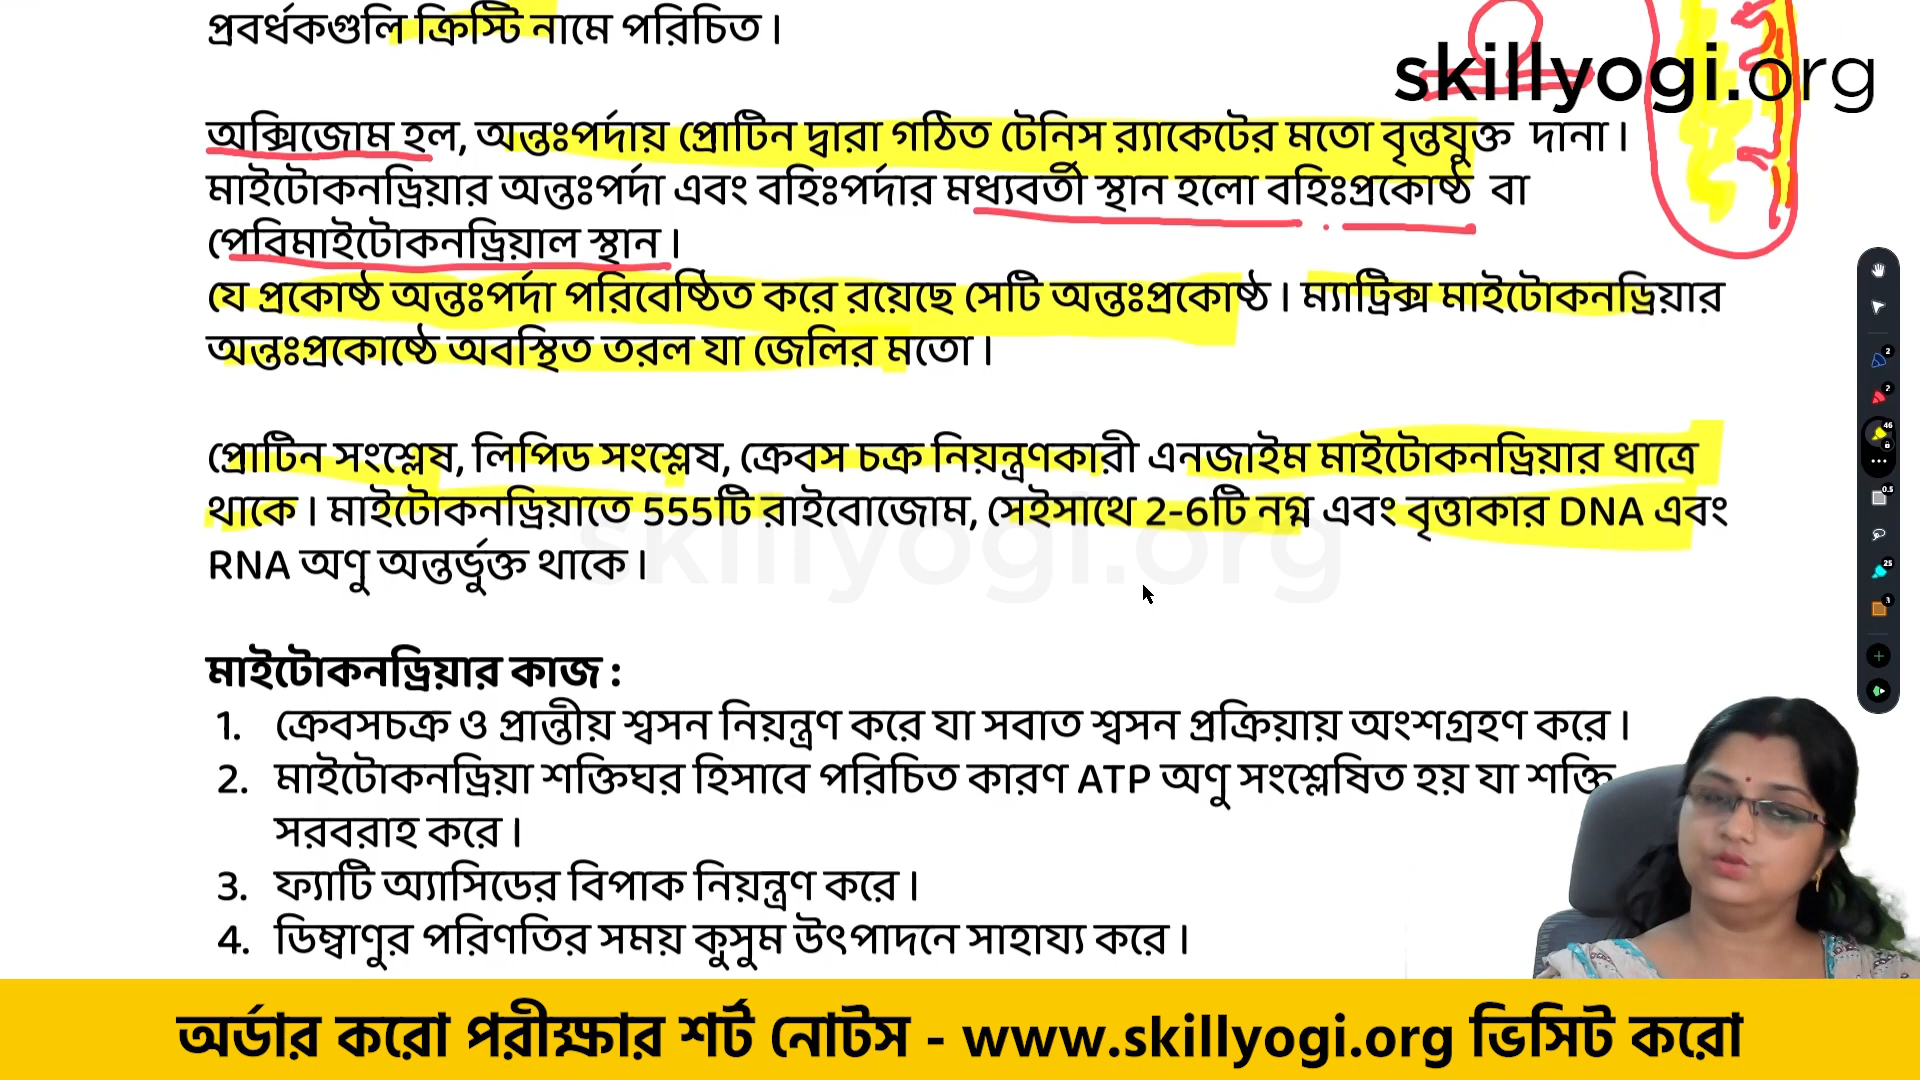 প্রবর্ধকগুলি ক্রিস্টি নামে পরিচিত।
skillyogi.org
অক্সিজোম হল, অন্তঃপর্দায় প্রোটিন দ্বারা গঠিত টেনিস র‍্যাকেটের মতো বৃন্তযুক্ত দানা।
মাইটোকনড্রিয়ার অন্তঃপর্দা এবং বহিঃপর্দার মধ্যবর্তী স্থান হলো বহিঃপ্রকোষ্ঠ বা
পেরিমাইটোকনড্রিয়াল স্থান।
যে প্রকোষ্ঠ অন্তঃপর্দা পরিবেষ্ঠিত করে রয়েছে সেটি অন্তঃপ্রকোষ্ঠ। ম্যাট্রিক্স মাইটোকনড্রিয়ার
অন্তঃপ্রকোষ্ঠে অবস্থিত তরল যা জেলির মতো।
প্রোটিন সংশ্লেষ, লিপিড সংশ্লেষ, ক্রেবস চক্র নিয়ন্ত্রণকারী এনজাইম মাইটোকনড্রিয়ার ধাত্রে
থাকে। মাইটোকনড্রিয়াতে 555টি রাইবোজোম, সেইসাথে 2-6টি নগ্ন এবং বৃত্তাকার DNA এবং
RNA অণু অন্তর্ভুক্ত থাকে।
skillyogi.org
মাইটোকনড্রিয়ার কাজ :
1. ক্রেবসচক্র ও প্রান্তীয় শ্বসন নিয়ন্ত্রণ করে যা সবাত শ্বসন প্রক্রিয়ায় অংশগ্রহণ করে।
2. মাইটোকনড্রিয়া শক্তিঘর হিসাবে পরিচিত কারণ ATP অণু সংশ্লেষিত হয় যা শক্তি
সরবরাহ করে।
3. ফ্যাটি অ্যাসিডের বিপাক নিয়ন্ত্রণ করে।
4. ডিম্বাণুর পরিণতির সময় কুসুম উৎপাদনে সাহায্য করে।
অর্ডার করো পরীক্ষার শর্ট নোটস - www.skillyogi.org ভিসিট করো